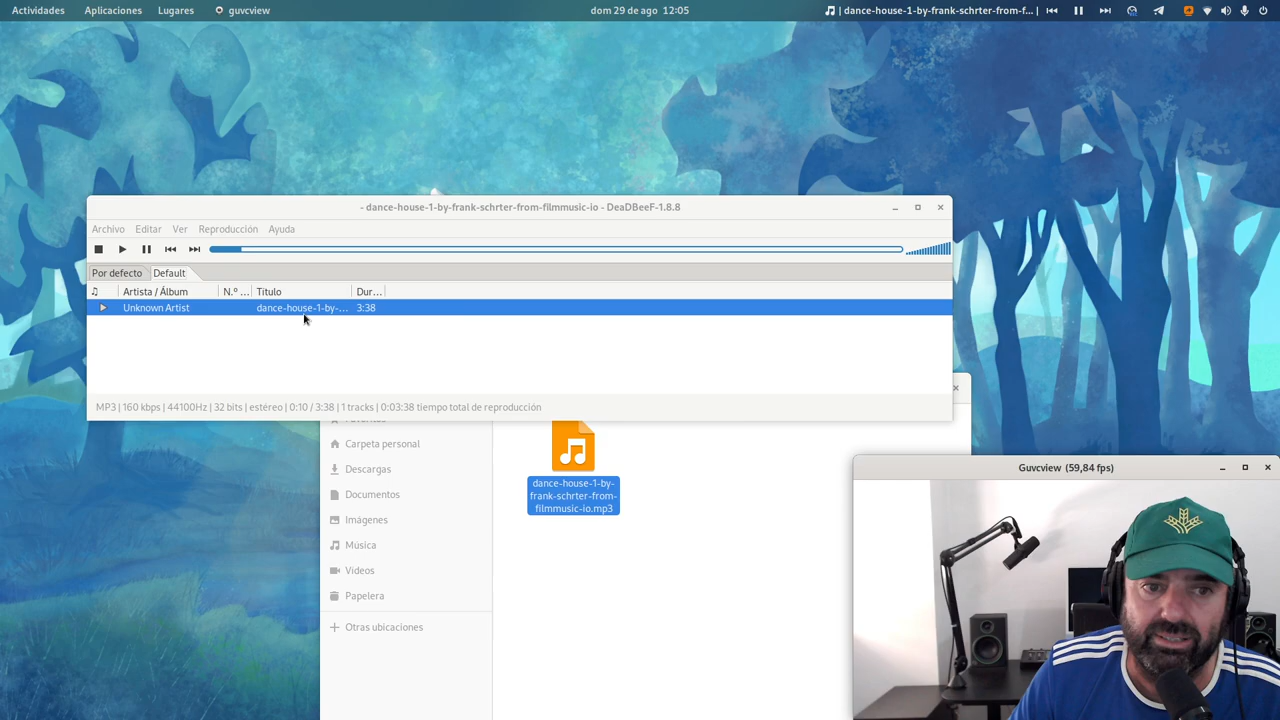 Actividades Aplicaciones Lugares guvcview dom 29 de ago 12:05 | dance-house-1-by-frank-schrter-from-f... |
- dance-house-1-by-frank-schrter-from-filmmusic-io - DeaDBeeF-1.8.8
Archivo Editar Ver Reproducción Ayuda
Por defecto Default
Artista / Álbum N.º ... Título Dur...
Unknown Artist dance-house-1-by-... 3:38
MP3 | 160 kbps | 44100Hz | 32 bits | estéreo | 0:10 / 3:38 | 1 tracks | 0:03:38 tiempo total de reproducción
Carpeta personal
Descargas
Documentos
Imágenes
Música
Vídeos
Papelera
Otras ubicaciones
dance-house-1-by-
frank-schrter-from-
filmmusic-io.mp3
Guvcview (59,84 fps)